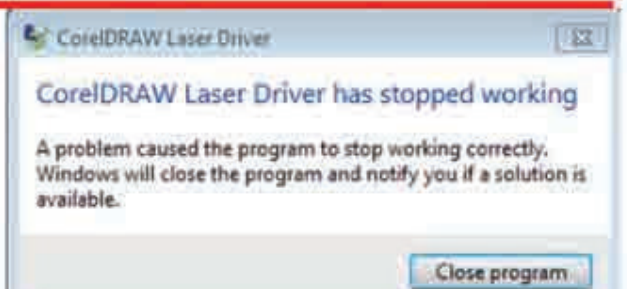 CorelDRAW Laser Driver
CorelDRAW Laser Driver has stopped working
A problem caused the program to stop working correctly.
Windows will close the program and notify you if a solution is
available.
Close program